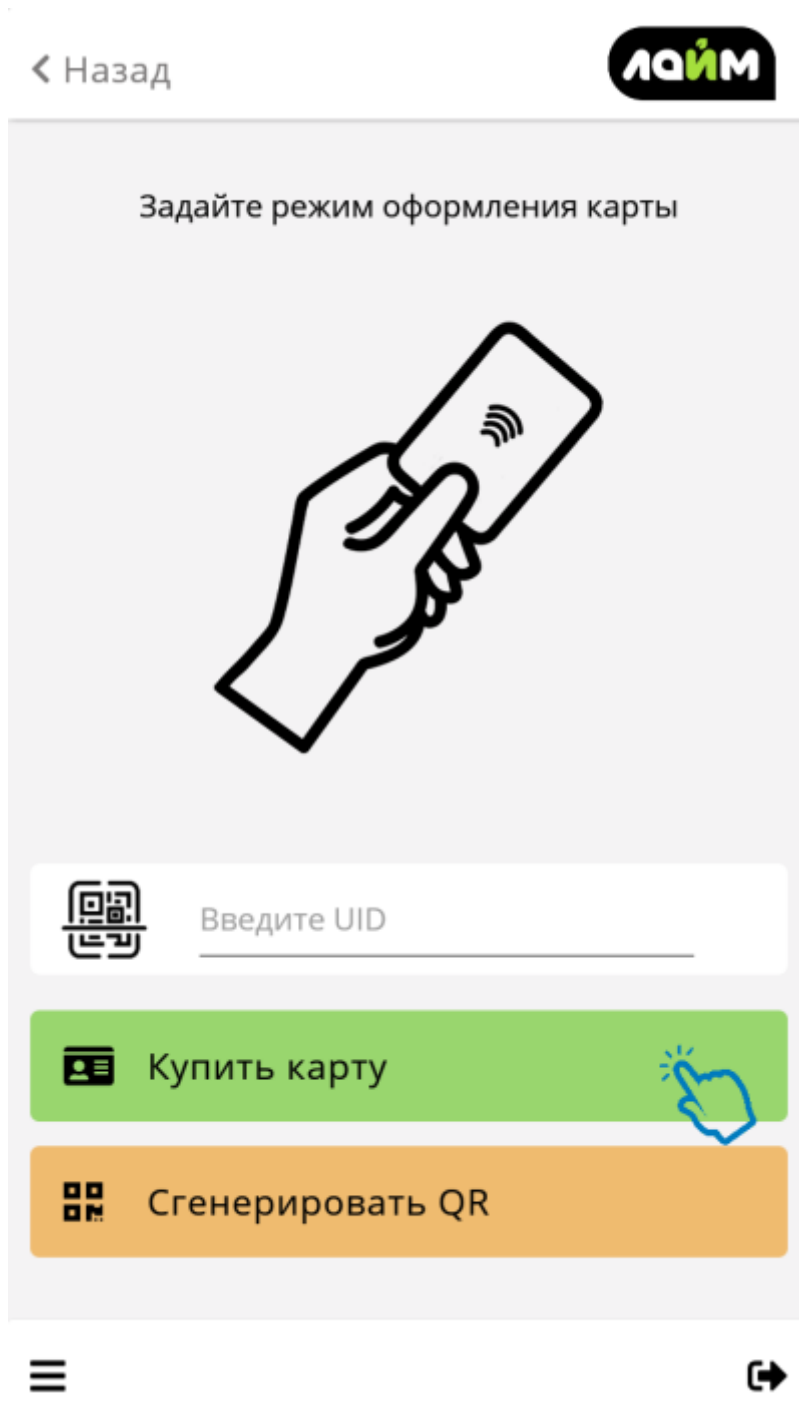 Назад
лайм
Задайте режим оформления карты
Введите UID
Купить карту
Сгенерировать QR